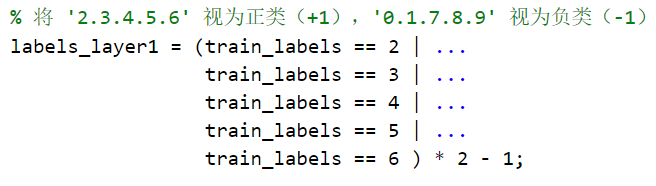 % 将 '2.3.4.5.6' 视为正类（+1），'0.1.7.8.9' 视为负类（-1）
labels_layer1 = (train_labels == 2 | ...
train_labels == 3 | ...
train_labels == 4 | ...
train_labels == 5 | ...
train_labels == 6 ) * 2 - 1;